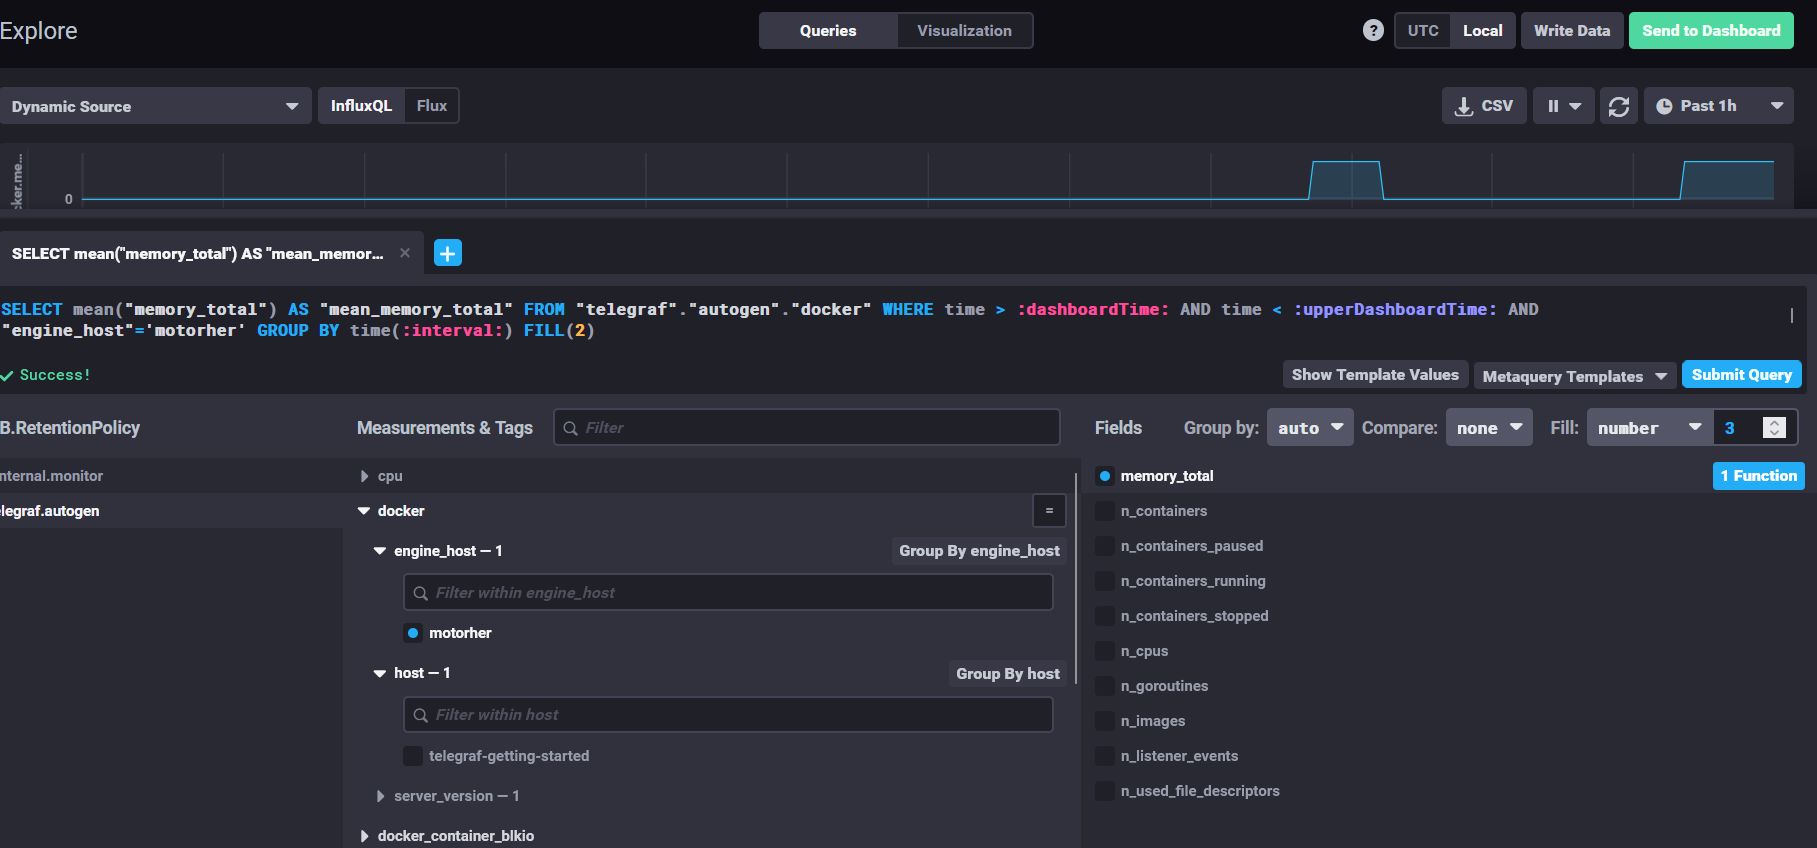 Explore
Queries
Visualization
?
UTC
Local
Write Data
Send to Dashboard
Dynamic Source
InfluxQL
Flux
CSV
Past 1h
cker.me...
0
SELECT mean("memory_total") AS "mean_memor...
SELECT mean("memory_total") AS "mean_memory_total" FROM "telegraf"."autogen"."docker" WHERE time > :dashboardTime: AND time < :upperDashboardTime: AND
"engine_host"='motorher' GROUP BY time(:interval:) FILL(2)
Success!
Show Template Values
Metaquery Templates
Submit Query
B.RetentionPolicy
Measurements & Tags
Filter
Fields
Group by:
auto
Compare:
none
Fill:
number
3
nternal.monitor
cpu
memory_total
1 Function
elegraf.autogen
docker
=
n_containers
engine_host — 1
Group By engine_host
n_containers_paused
n_containers_running
Filter within engine_host
n_containers_stopped
motorher
n_cpus
host — 1
Group By host
n_goroutines
Filter within host
n_images
telegraf-getting-started
n_listener_events
server_version — 1
n_used_file_descriptors
docker_container_blkio